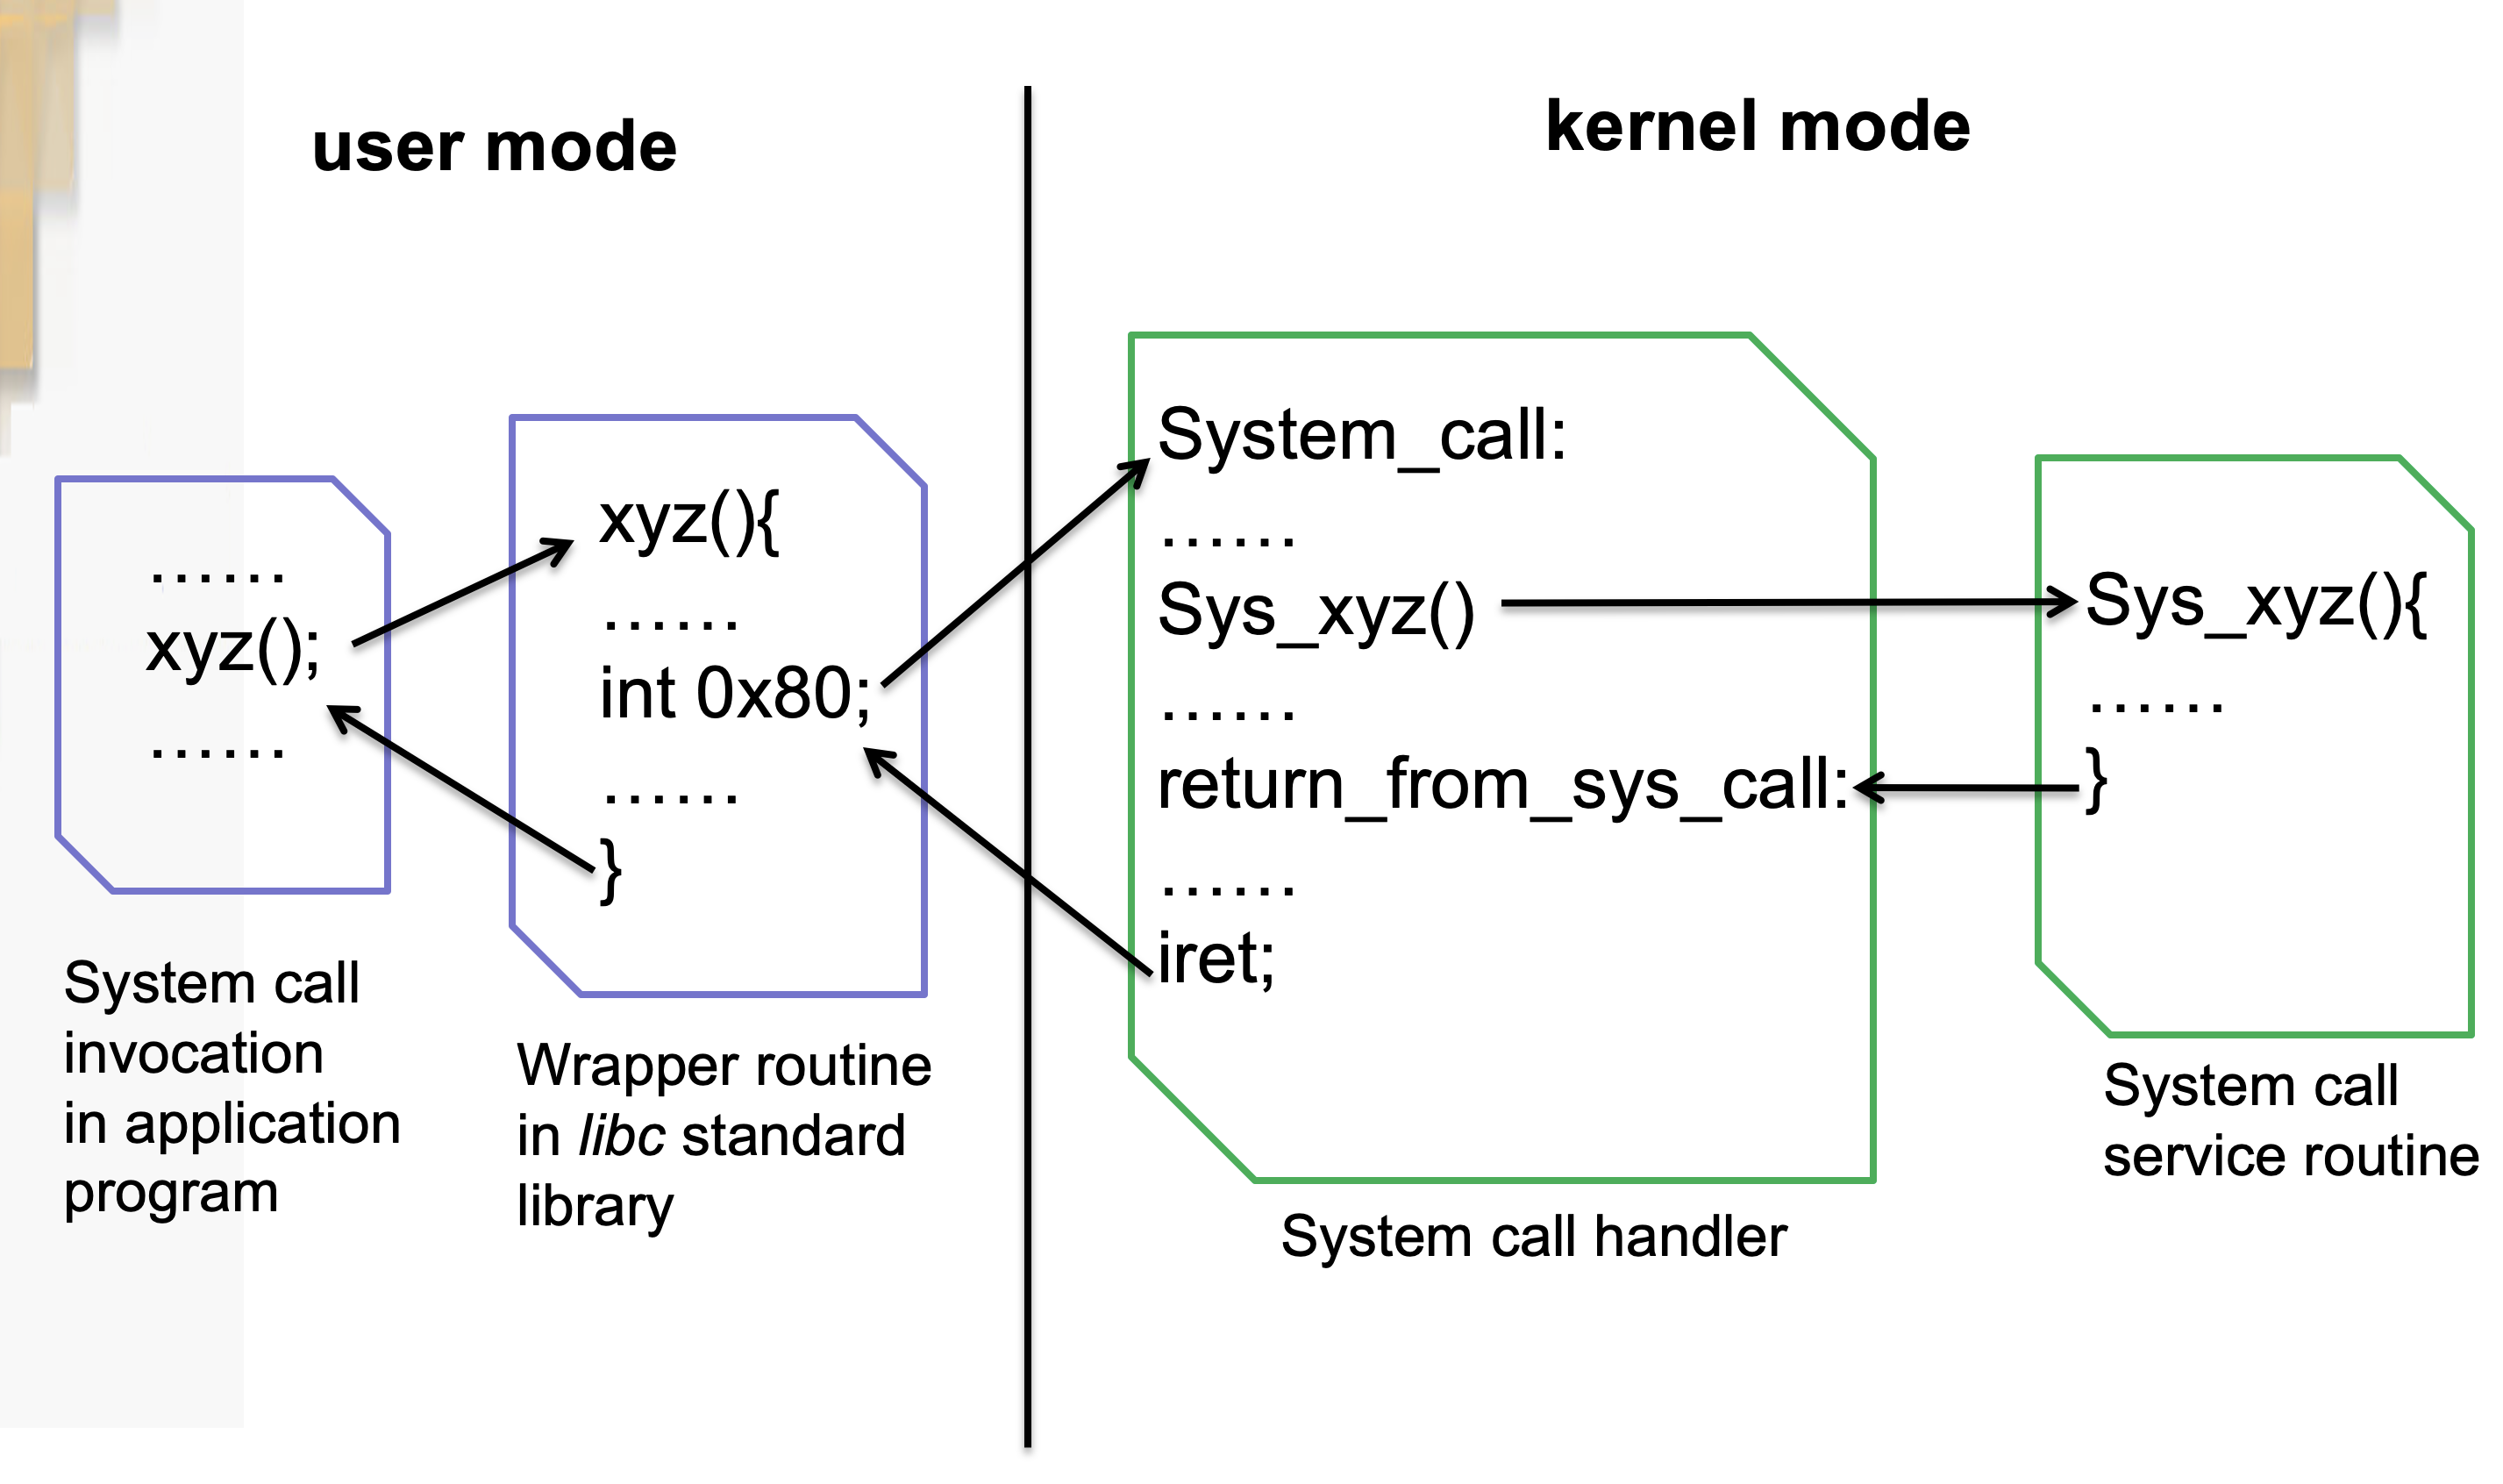 user mode
kernel mode
......
xyz();
......
System call
invocation
in application
program
xyz(){
......
int 0x80;
......
}
Wrapper routine
in libc standard
library
System_call:
......
Sys_xyz()
......
return_from_sys_call:
......
iret;
System call handler
Sys_xyz(){
......
}
System call
service routine